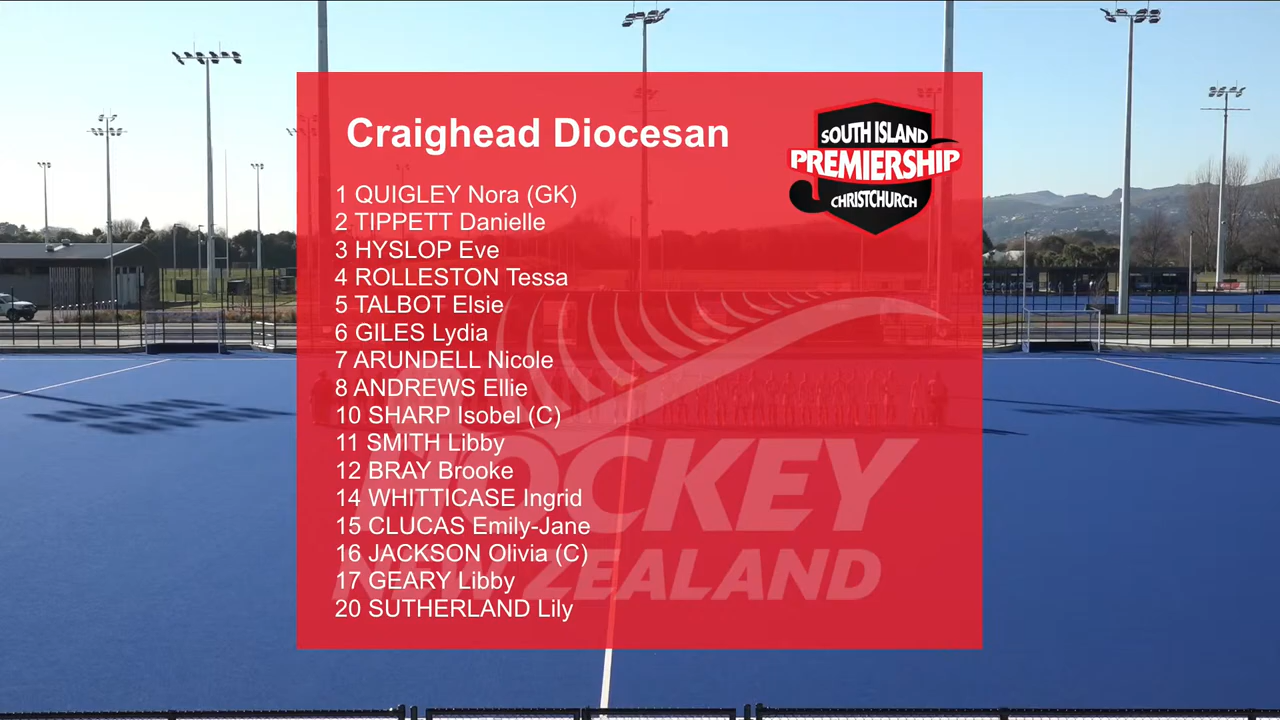 Craighead Diocesan
SOUTH ISLAND
PREMIERSHIP
CHRISTCHURCH
1 QUIGLEY Nora (GK)
2 TIPPETT Danielle
3 HYSLOP Eve
4 ROLLESTON Tessa
5 TALBOT Elsie
6 GILES Lydia
7 ARUNDELL Nicole
8 ANDREWS Ellie
10 SHARP Isobel (C)
11 SMITH Libby
12 BRAY Brooke
14 WHITTICASE Ingrid
15 CLUCAS Emily-Jane
16 JACKSON Olivia (C)
17 GEARY Libby
20 SUTHERLAND Lily
HOCKEY
NEW ZEALAND